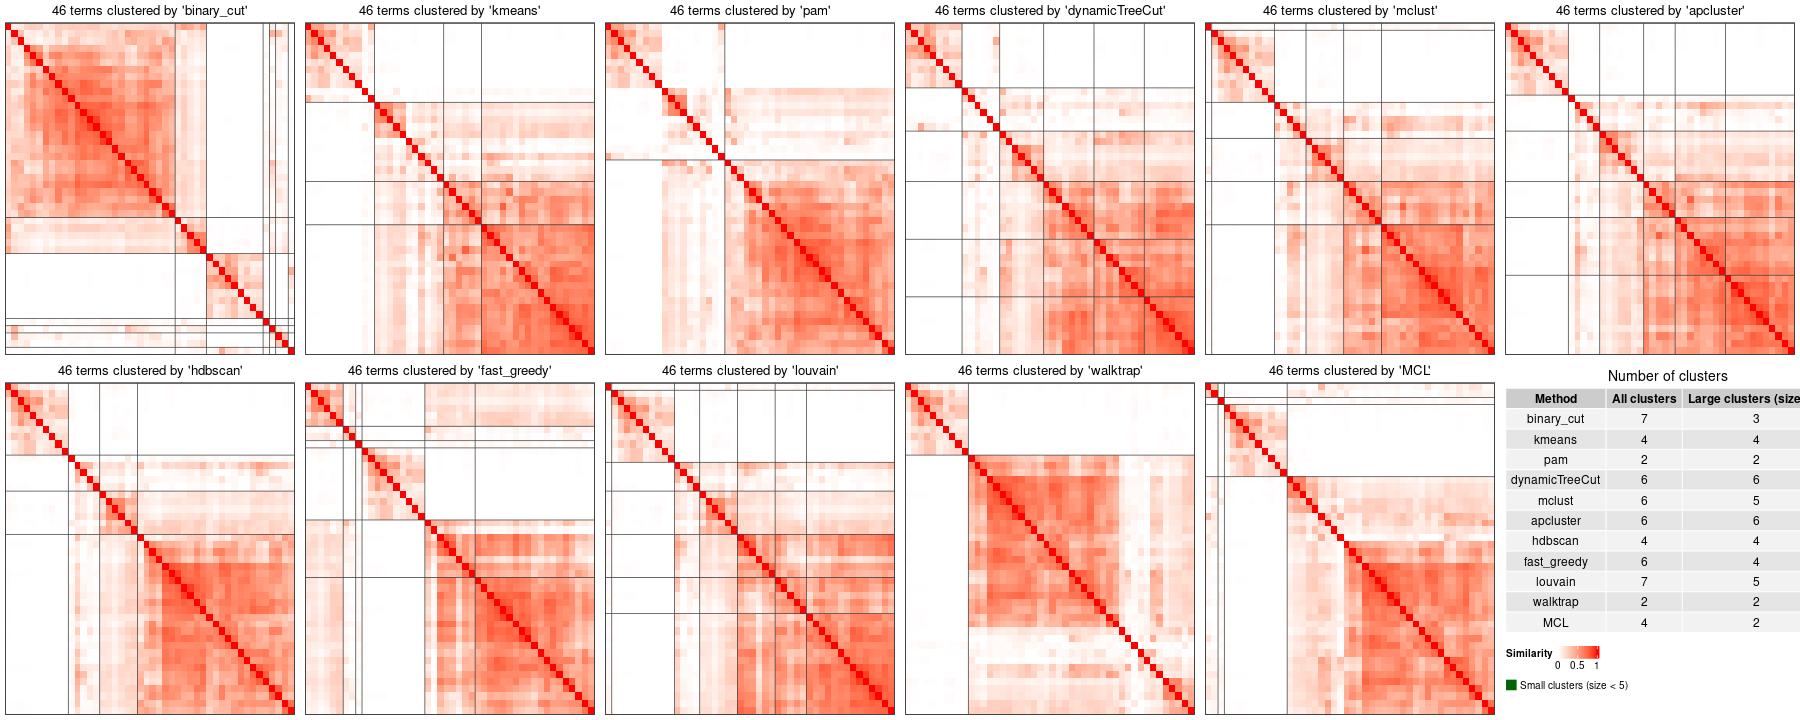 46 terms clustered by 'binary_cut'
46 terms clustered by 'kmeans'
46 terms clustered by 'pam'
46 terms clustered by 'dynamicTreeCut'
46 terms clustered by 'mclust'
46 terms clustered by 'apcluster'
46 terms clustered by 'hdbscan'
46 terms clustered by 'fast_greedy'
46 terms clustered by 'louvain'
46 terms clustered by 'walktrap'
46 terms clustered by 'MCL'
Number of clusters
Method All clusters Large clusters (size
binary_cut 7 3
kmeans 4 4
pam 2 2
dynamicTreeCut 6 6
mclust 6 5
apcluster 6 6
hdbscan 4 4
fast_greedy 6 4
louvain 7 5
walktrap 2 2
MCL 4 2
Similarity
0 0.5 1
Small clusters (size < 5)